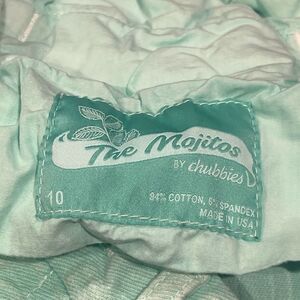 The Mojitos
BY chubbies
10
94% COTTON, 6% SPANDEX
MADE IN USA